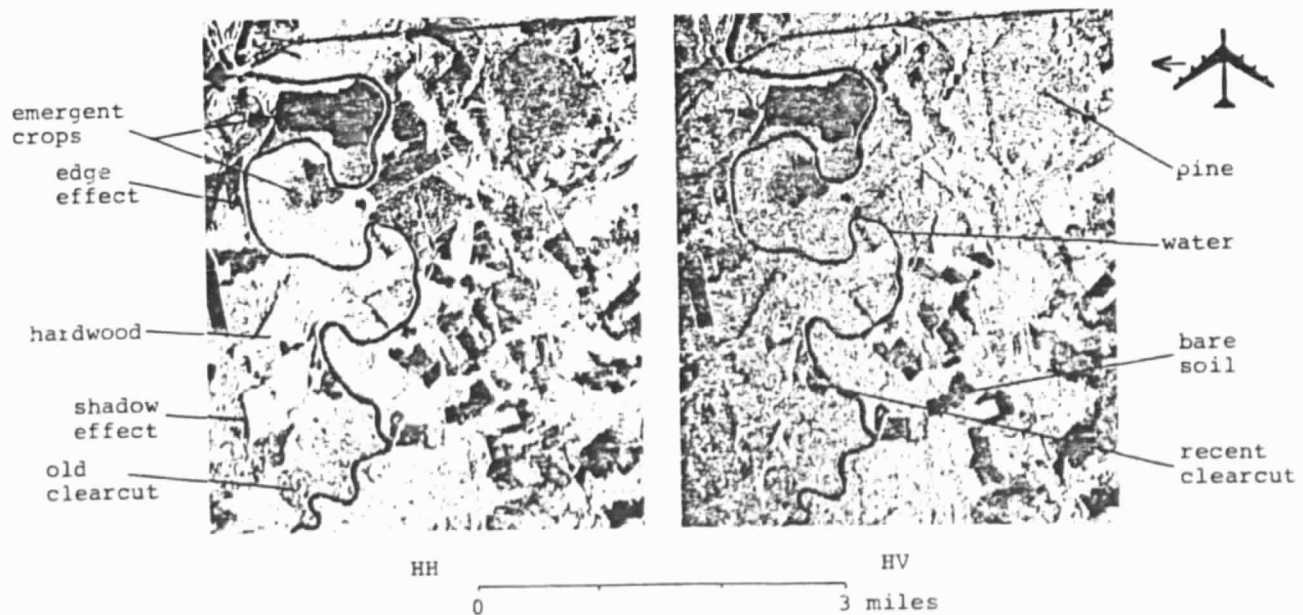 emergent
crops
edge
effect
hardwood
shadow
effect
old
clearcut
pine
water
bare
soil
recent
clearcut
HH
HV
0
3 miles